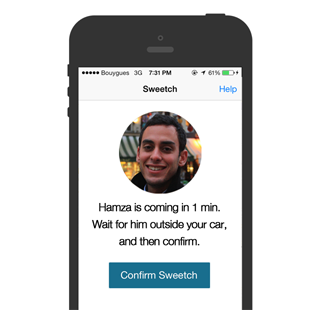 Bouygues 3G 7:31 PM 61%
Sweetch Help
Hamza is coming in 1 min.
Wait for him outside your car,
and then confirm.
Confirm Sweetch